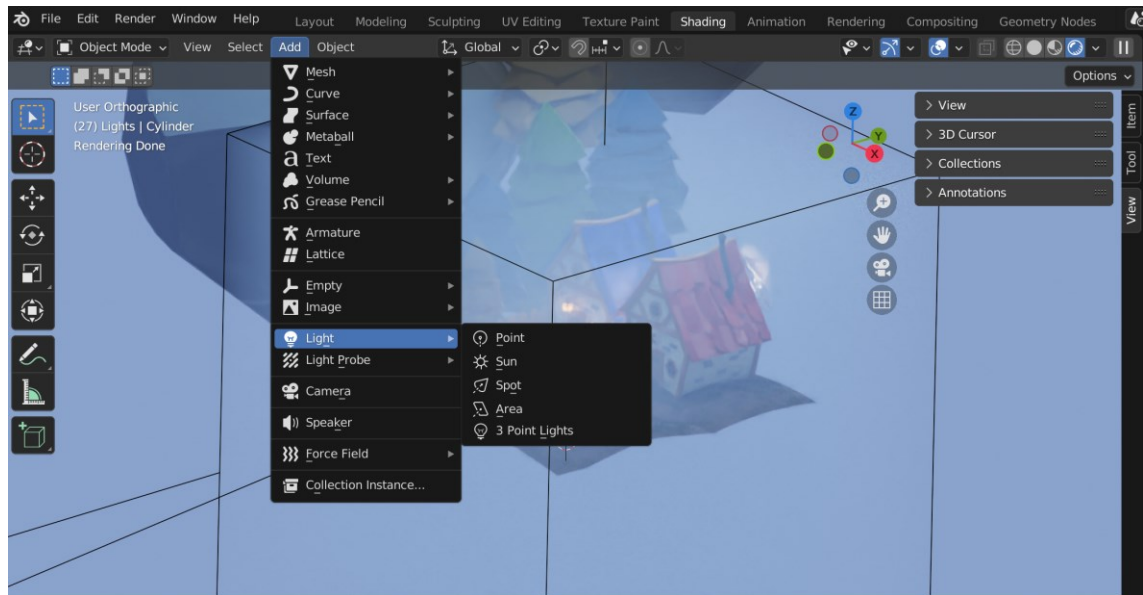 File Edit Render Window Help Layout Modeling Sculpting UV Editing Texture Paint Shading Animation Rendering Compositing Geometry Nodes
Object Mode View Select Add Object Global
Options
User Orthographic
(27) Lights | Cylinder
Rendering Done
Mesh
Curve
Surface
Metaball
Text
Volume
Grease Pencil
Armature
Lattice
Empty
Image
Light
Light Probe
Camera
Speaker
Force Field
Collection Instance...
Point
Sun
Spot
Area
3 Point Lights
Z
Y
X
View
3D Cursor
Collections
Annotations
Item
Tool
View